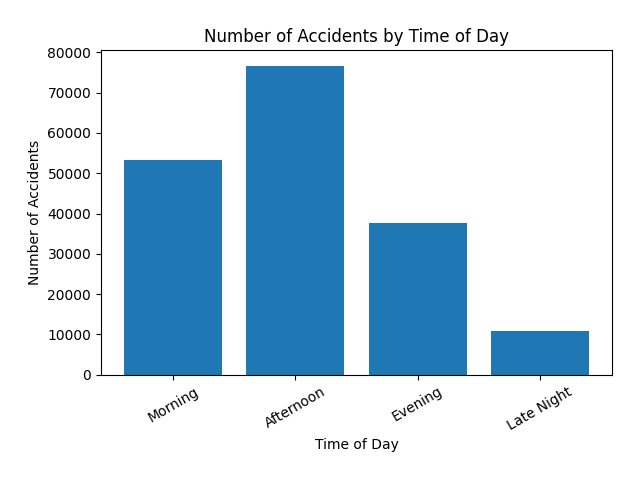 Number of Accidents by Time of Day
Number of Accidents
80000
70000
60000
50000
40000
30000
20000
10000
0
Morning
Afternoon
Evening
Late Night
Time of Day